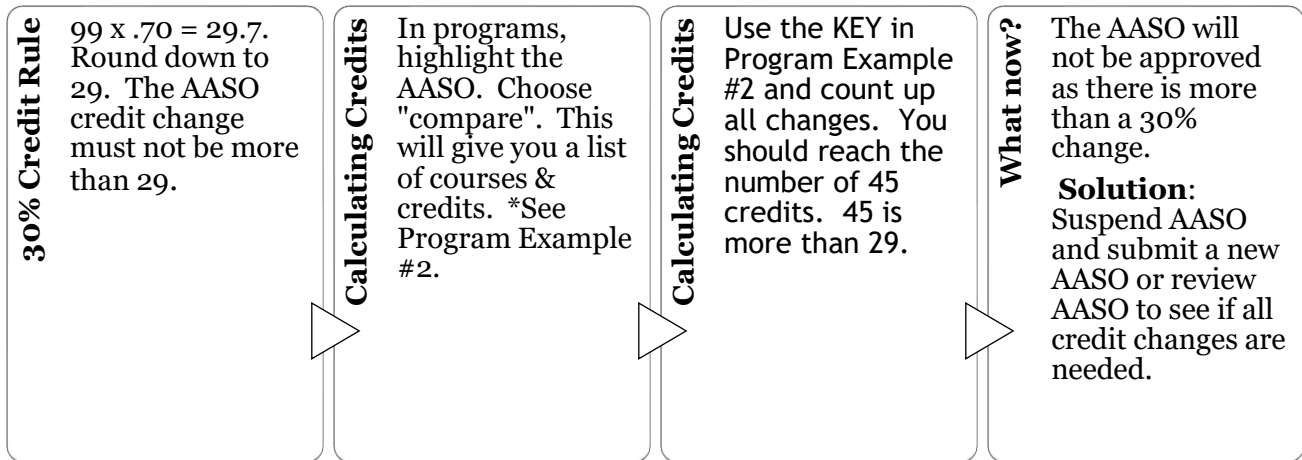 30% Credit Rule
99 x .70 = 29.7.
Round down to
29. The AASO
credit change
must not be more
than 29.
Calculating Credits
In programs,
highlight the
AASO. Choose
"compare". This
will give you a list
of courses &
credits. *See
Program Example
#2.
Calculating Credits
Use the KEY in
Program Example
#2 and count up
all changes. You
should reach the
number of 45
credits. 45 is
more than 29.
What now?
The AASO will
not be approved
as there is more
than a 30%
change.
Solution:
Suspend AASO
and submit a new
AASO or review
AASO to see if all
credit changes are
needed.